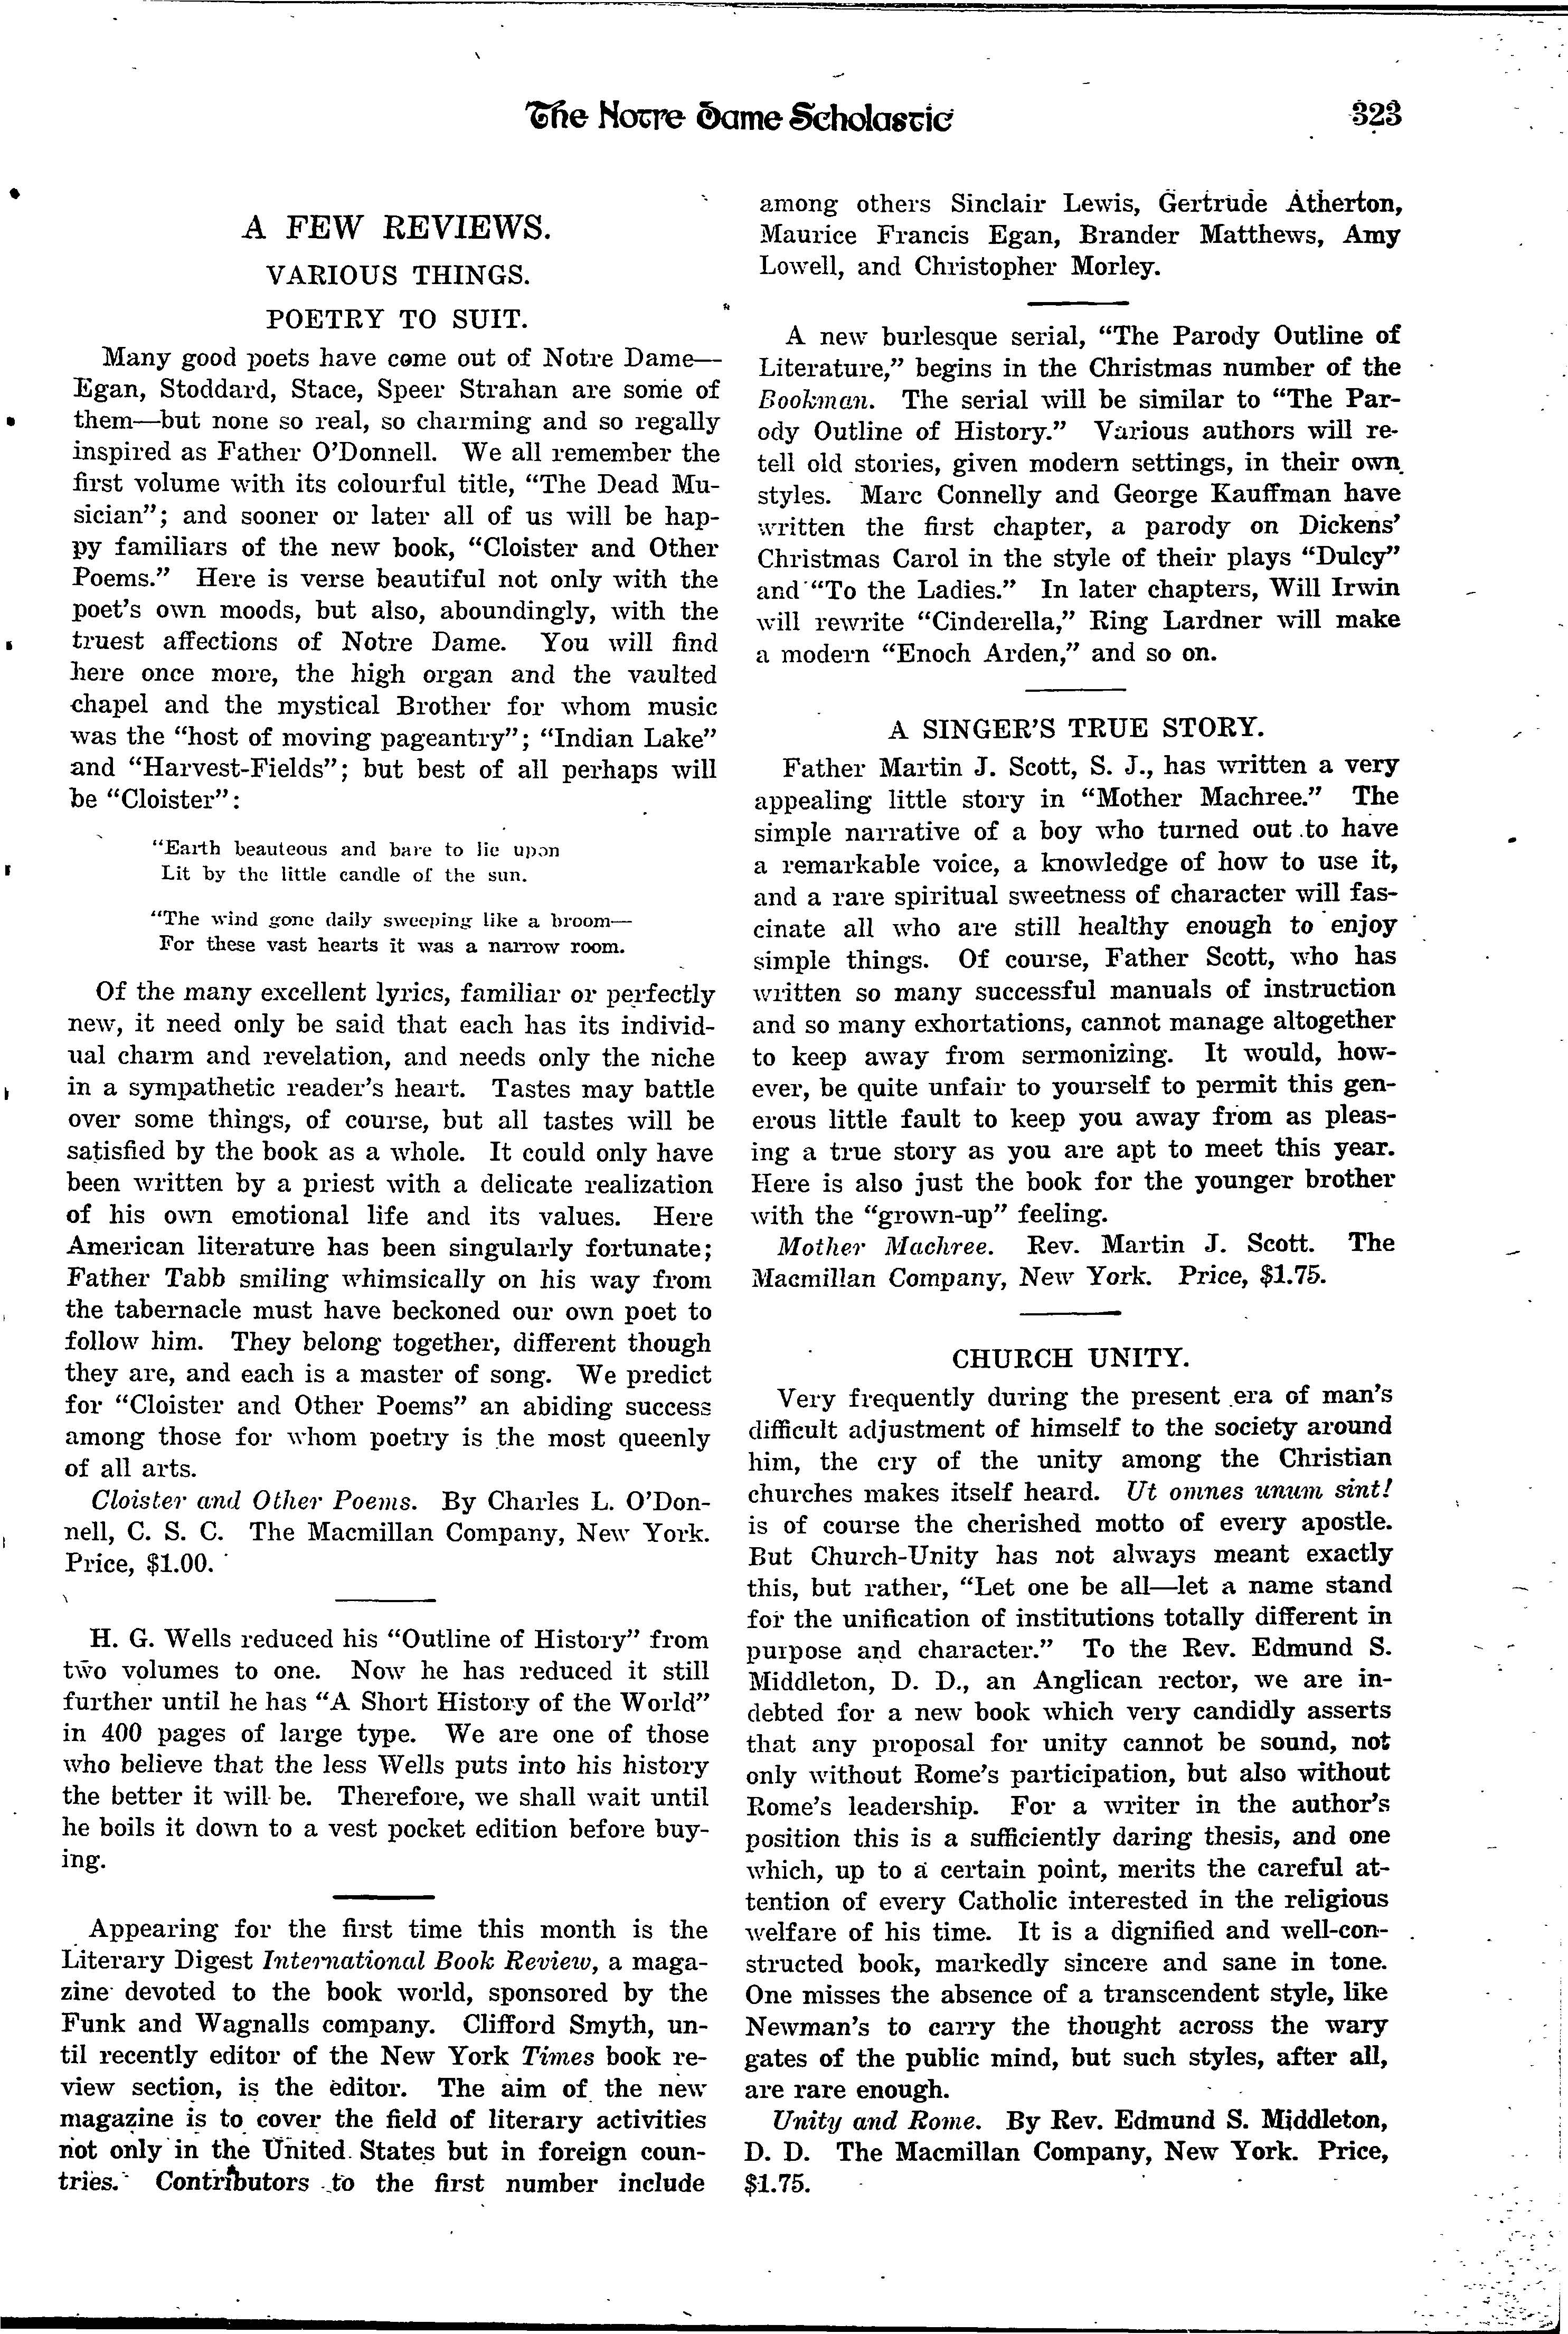 The Notre Dame Scholastic 323
A FEW REVIEWS.
VARIOUS THINGS.
POETRY TO SUIT.
Many good poets have come out of Notre Dame—
Egan, Stoddard, Stace, Speer Strahan are some of
them—but none so real, so charming and so regally
inspired as Father O'Donnell. We all remember the
first volume with its colourful title, "The Dead Mu-
sician"; and sooner or later all of us will be hap-
py familiars of the new book, "Cloister and Other
Poems." Here is verse beautiful not only with the
poet's own moods, but also, aboundingly, with the
truest affections of Notre Dame. You will find
here once more, the high organ and the vaulted
chapel and the mystical Brother for whom music
was the "host of moving pageantry"; "Indian Lake"
and "Harvest-Fields"; but best of all perhaps will
be "Cloister":
"Earth beauteous and bare to lie upon
Lit by the little candle of the sun.
"The wind gone daily sweeping like a broom—
For these vast hearts it was a narrow room.
Of the many excellent lyrics, familiar or perfectly
new, it need only be said that each has its individ-
ual charm and revelation, and needs only the niche
in a sympathetic reader's heart. Tastes may battle
over some things, of course, but all tastes will be
satisfied by the book as a whole. It could only have
been written by a priest with a delicate realization
of his own emotional life and its values. Here
American literature has been singularly fortunate;
Father Tabb smiling whimsically on his way from
the tabernacle must have beckoned our own poet to
follow him. They belong together, different though
they are, and each is a master of song. We predict
for "Cloister and Other Poems" an abiding success
among those for whom poetry is the most queenly
of all arts.
Cloister and Other Poems. By Charles L. O'Don-
nell, C. S. C. The Macmillan Company, New York.
Price, $1.00.
H. G. Wells reduced his "Outline of History" from
two volumes to one. Now he has reduced it still
further until he has "A Short History of the World"
in 400 pages of large type. We are one of those
who believe that the less Wells puts into his history
the better it will be. Therefore, we shall wait until
he boils it down to a vest pocket edition before buy-
ing.
Appearing for the first time this month is the
Literary Digest International Book Review, a maga-
zine devoted to the book world, sponsored by the
Funk and Wagnalls company. Clifford Smyth, un-
til recently editor of the New York Times book re-
view section, is the editor. The aim of the new
magazine is to cover the field of literary activities
not only in the United States but in foreign coun-
tries. Contributors to the first number include
among others Sinclair Lewis, Gertrude Atherton,
Maurice Francis Egan, Brander Matthews, Amy
Lowell, and Christopher Morley.
A new burlesque serial, "The Parody Outline of
Literature," begins in the Christmas number of the
Bookman. The serial will be similar to "The Par-
ody Outline of History." Various authors will re-
tell old stories, given modern settings, in their own
styles. Marc Connelly and George Kauffman have
written the first chapter, a parody on Dickens'
Christmas Carol in the style of their plays "Dulcy"
and "To the Ladies." In later chapters, Will Irwin
will rewrite "Cinderella," Ring Lardner will make
a modern "Enoch Arden," and so on.
A SINGER'S TRUE STORY.
Father Martin J. Scott, S. J., has written a very
appealing little story in "Mother Machree." The
simple narrative of a boy who turned out to have
a remarkable voice, a knowledge of how to use it,
and a rare spiritual sweetness of character will fas-
cinate all who are still healthy enough to enjoy
simple things. Of course, Father Scott, who has
written so many successful manuals of instruction
and so many exhortations, cannot manage altogether
to keep away from sermonizing. It would, how-
ever, be quite unfair to yourself to permit this gen-
erous little fault to keep you away from as pleas-
ing a true story as you are apt to meet this year.
Here is also just the book for the younger brother
with the "grown-up" feeling.
Mother Machree. Rev. Martin J. Scott. The
Macmillan Company, New York. Price, $1.75.
CHURCH UNITY.
Very frequently during the present era of man's
difficult adjustment of himself to the society around
him, the cry of the unity among the Christian
churches makes itself heard. Ut omnes unum sint!
is of course the cherished motto of every apostle.
But Church-Unity has not always meant exactly
this, but rather, "Let one be all—let a name stand
for the unification of institutions totally different in
purpose and character." To the Rev. Edmund S.
Middleton, D. D., an Anglican rector, we are in-
debted for a new book which very candidly asserts
that any proposal for unity cannot be sound, not
only without Rome's participation, but also without
Rome's leadership. For a writer in the author's
position this is a sufficiently daring thesis, and one
which, up to a certain point, merits the careful at-
tention of every Catholic interested in the religious
welfare of his time. It is a dignified and well-con-
structed book, markedly sincere and sane in tone.
One misses the absence of a transcendent style, like
Newman's to carry the thought across the wary
gates of the public mind, but such styles, after all,
are rare enough.
Unity and Rome. By Rev. Edmund S. Middleton,
D. D. The Macmillan Company, New York. Price,
$1.75.